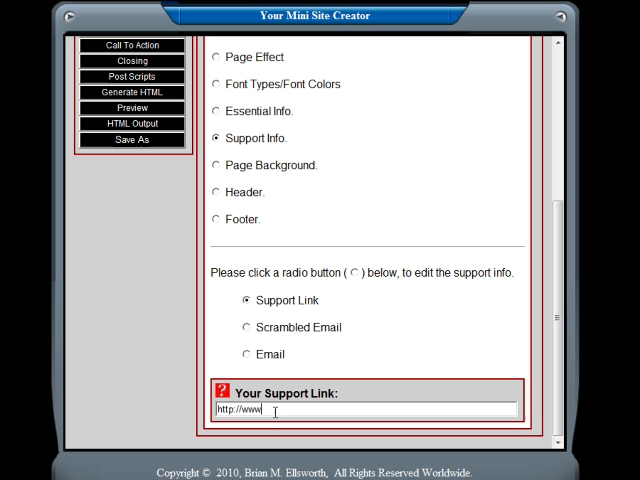 Your Mini Site Creator
Call To Action
Closing
Post Scripts
Generate HTML
Preview
HTML Output
Save As
Page Effect
Font Types/Font Colors
Essential Info.
Support Info.
Page Background.
Header.
Footer.
Please click a radio button ( ) below, to edit the support info.
Support Link
Scrambled Email
Email
? Your Support Link:
http://www
Copyright © 2010, Brian M. Ellsworth, All Rights Reserved Worldwide.